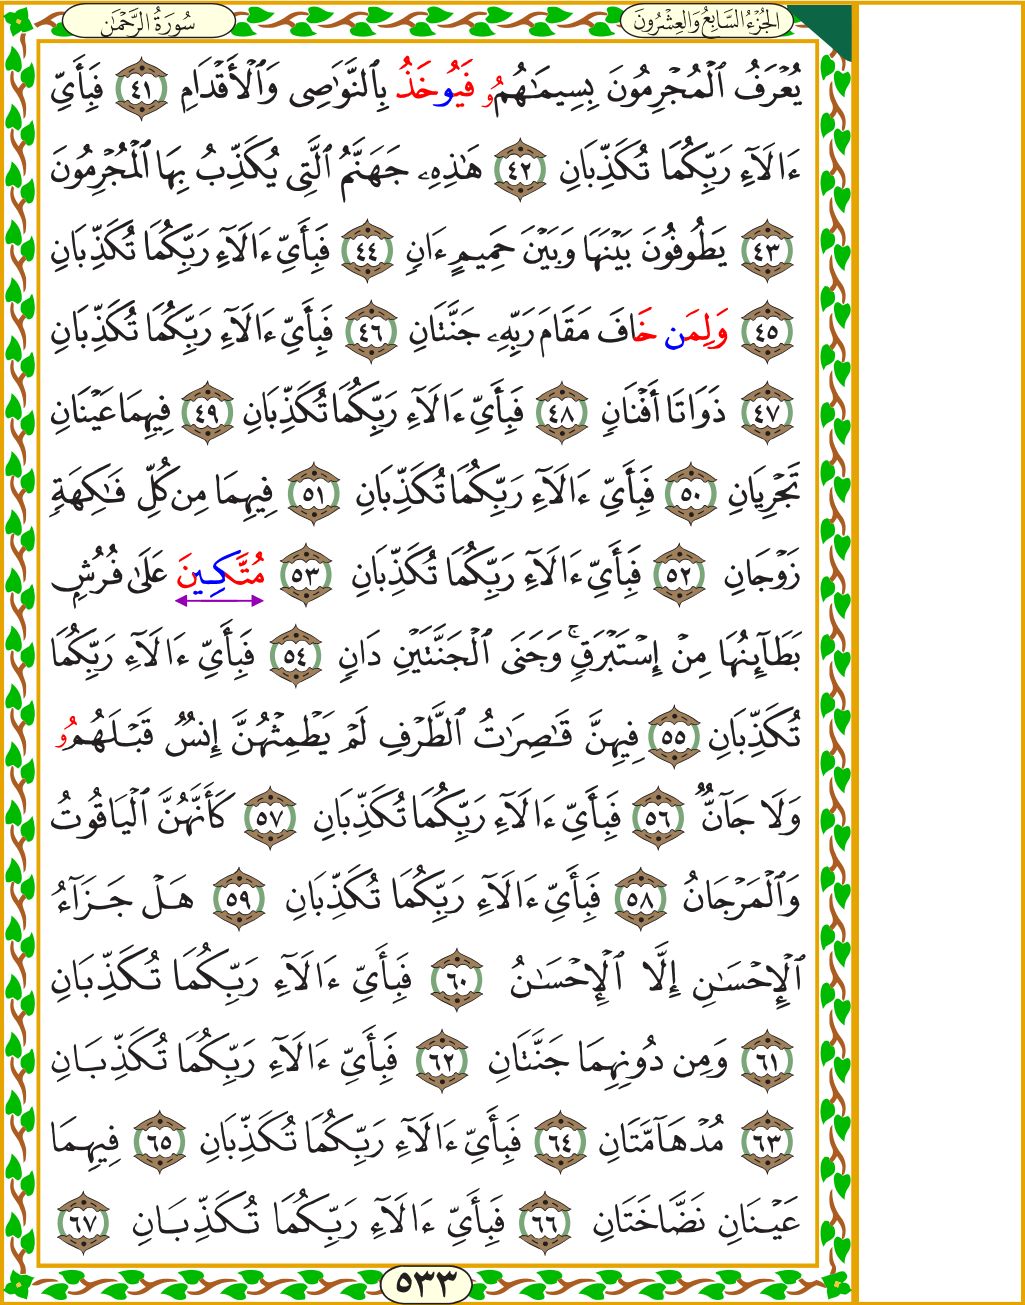 الجُزْءُ السَّابِعُ وَالعِشْرُونَ
سُورَةُ الرَّحْمَٰن
يُعْرَفُ ٱلْمُجْرِمُونَ بِسِيمَٰهُمُۥ فَيُوخَذُ بِٱلنَّوَٰصِى وَٱلْأَقْدَامِ ٤١ فَبِأَىِّ
ءَالَآءِ رَبِّكُمَا تُكَذِّبَانِ ٤٢ هَٰذِهِۦ جَهَنَّمُ ٱلَّتِى يُكَذِّبُ بِهَا ٱلْمُجْرِمُونَ
٤٣ يَطُوفُونَ بَيْنَهَا وَبَيْنَ حَمِيمٍ ءَانٍ ٤٤ فَبِأَىِّ ءَالَآءِ رَبِّكُمَا تُكَذِّبَانِ
٤٥ وَلِمَن خَافَ مَقَامَ رَبِّهِۦ جَنَّتَانِ ٤٦ فَبِأَىِّ ءَالَآءِ رَبِّكُمَا تُكَذِّبَانِ
٤٧ ذَوَاتَا أَفْنَانٍ ٤٨ فَبِأَىِّ ءَالَآءِ رَبِّكُمَا تُكَذِّبَانِ ٤٩ فِيهِمَا عَيْنَانِ
تَجْرِيَانِ ٥٠ فَبِأَىِّ ءَالَآءِ رَبِّكُمَا تُكَذِّبَانِ ٥١ فِيهِمَا مِن كُلِّ فَٰكِهَةٍ
زَوْجَانِ ٥٢ فَبِأَىِّ ءَالَآءِ رَبِّكُمَا تُكَذِّبَانِ ٥٣ مُتَّكِينَ عَلَىٰ فُرُشٍ
بَطَآئِنُهَا مِنْ إِسْتَبْرَقٍ ۚ وَجَنَى ٱلْجَنَّتَيْنِ دَانٍ ٥٤ فَبِأَىِّ ءَالَآءِ رَبِّكُمَا
تُكَذِّبَانِ ٥٥ فِيهِنَّ قَٰصِرَٰتُ ٱلطَّرْفِ لَمْ يَطْمِثْهُنَّ إِنسٌ قَبْلَهُمُۥ
وَلَا جَآنٌّ ٥٦ فَبِأَىِّ ءَالَآءِ رَبِّكُمَا تُكَذِّبَانِ ٥٧ كَأَنَّهُنَّ ٱلْيَاقُوتُ
وَٱلْمَرْجَانُ ٥٨ فَبِأَىِّ ءَالَآءِ رَبِّكُمَا تُكَذِّبَانِ ٥٩ هَلْ جَزَآءُ
ٱلْإِحْسَٰنِ إِلَّا ٱلْإِحْسَٰنُ ٦٠ فَبِأَىِّ ءَالَآءِ رَبِّكُمَا تُكَذِّبَانِ
٦١ وَمِن دُونِهِمَا جَنَّتَانِ ٦٢ فَبِأَىِّ ءَالَآءِ رَبِّكُمَا تُكَذِّبَانِ
٦٣ مُدْهَآمَّتَانِ ٦٤ فَبِأَىِّ ءَالَآءِ رَبِّكُمَا تُكَذِّبَانِ ٦٥ فِيهِمَا
عَيْنَانِ نَضَّاخَتَانِ ٦٦ فَبِأَىِّ ءَالَآءِ رَبِّكُمَا تُكَذِّبَانِ ٦٧
٥٣٣